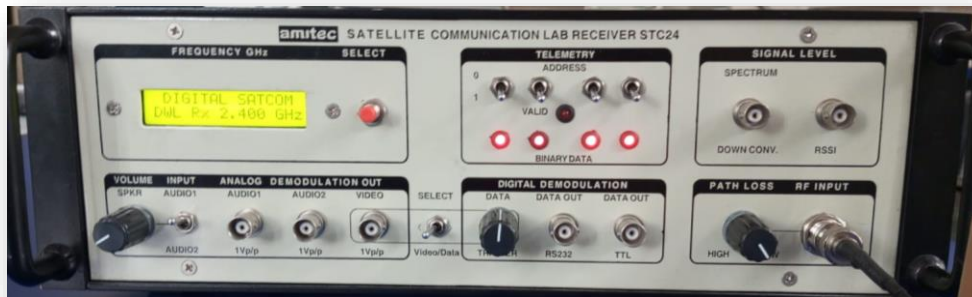 amitec SATELLITE COMMUNICATION LAB RECEIVER STC24
FREQUENCY GHz SELECT
DIGITAL SATCOM
DWL Rx 2.400 GHz
TELEMETRY
ADDRESS
0
1
VALID
BINARY DATA
SIGNAL LEVEL
SPECTRUM
DOWN CONV. RSSI
VOLUME INPUT ANALOG DEMODULATION OUT
SPKR AUDIO1 AUDIO1 AUDIO2 VIDEO SELECT
AUDIO2 1Vp/p 1Vp/p 1Vp/p Video/Data
DIGITAL DEMODULATION
DATA DATA OUT DATA OUT
RS232 TTL
PATH LOSS RF INPUT
HIGH